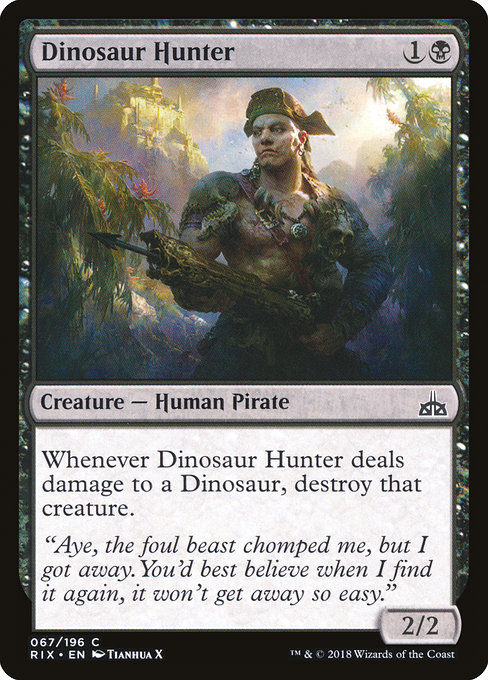 Dinosaur Hunter 1
Creature — Human Pirate
Whenever Dinosaur Hunter deals
damage to a Dinosaur, destroy that
creature.
“Aye, the foul beast chomped me, but I
got away. You’d best believe when I find
it again, it won’t get away so easy.”
2/2
067/196 C
RIX • EN Tianhua X
™ & © 2018 Wizards of the Coast